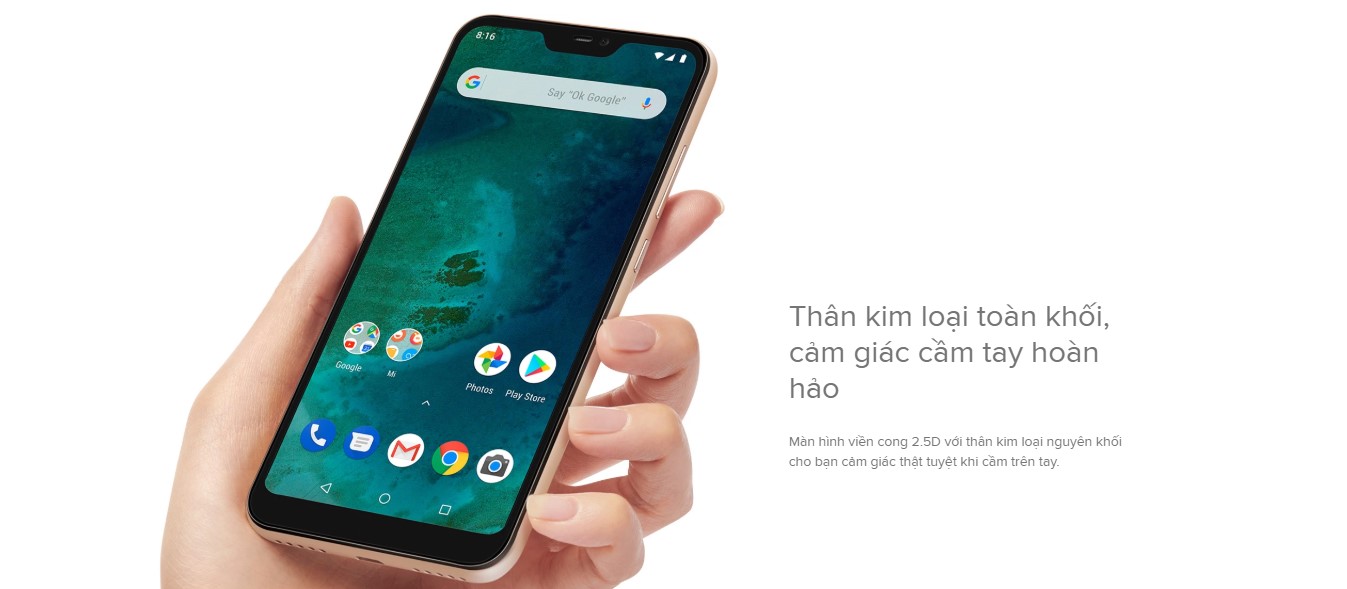 8:16
Say "Ok Google"
Google
Mi
Photos
Play Store
Thân kim loại toàn khối,
cảm giác cầm tay hoàn
hảo
Màn hình viền cong 2.5D với thân kim loại nguyên khối
cho bạn cảm giác thật tuyệt khi cầm trên tay.